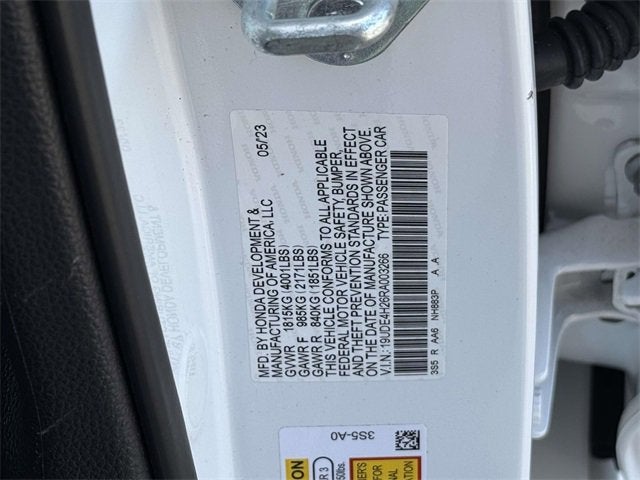 MFD. BY HONDA DEVELOPMENT & 05/23
MANUFACTURING OF AMERICA, LLC
GVWR 1815KG (4001LBS)
GAWR F 985KG (2171LBS)
GAWR R 840KG (1851LBS)
THIS VEHICLE CONFORMS TO ALL APPLICABLE
FEDERAL MOTOR VEHICLE SAFETY, BUMPER,
AND THEFT PREVENTION STANDARDS IN EFFECT
ON THE DATE OF MANUFACTURE SHOWN ABOVE.
V.I.N.: 19UDE4H26RA003266 TYPE: PASSENGER CAR
3S5 R AA6 NH883P A A
3S5-A0